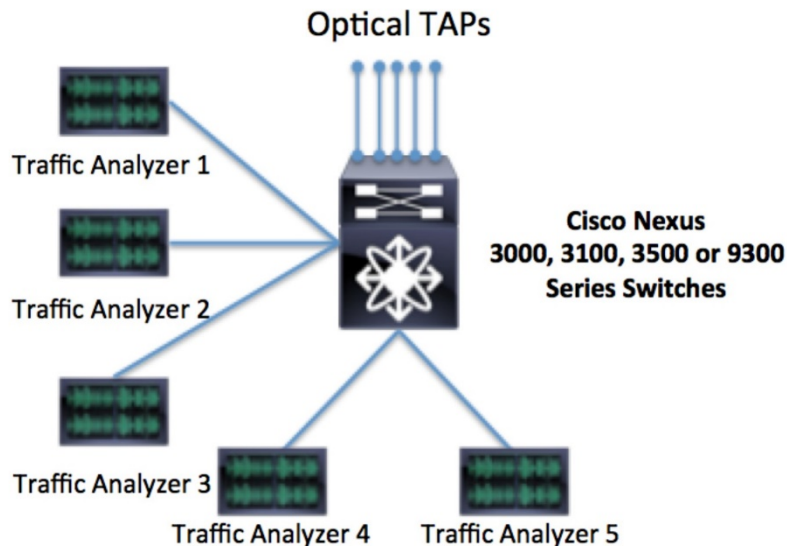 Optical TAPs
Traffic Analyzer 1
Cisco Nexus
3000, 3100, 3500 or 9300
Series Switches
Traffic Analyzer 2
Traffic Analyzer 3
Traffic Analyzer 4
Traffic Analyzer 5